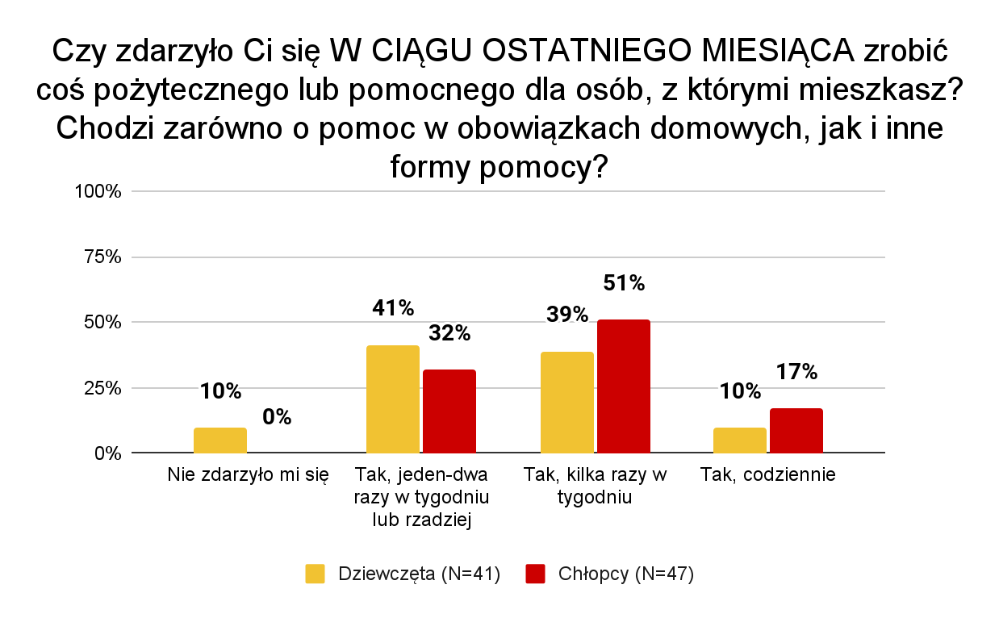 Czy zdarzyło Ci się W CIĄGU OSTATNIEGO MIESIĄCA zrobić
coś pożytecznego lub pomocnego dla osób, z którymi mieszkasz?
Chodzi zarówno o pomoc w obowiązkach domowych, jak i inne
formy pomocy?
100%
75%
50%
25%
0%
10%
0%
41%
32%
39%
51%
10%
17%
Nie zdarzyło mi się
Tak, jeden-dwa
razy w tygodniu
lub rzadziej
Tak, kilka razy w
tygodniu
Tak, codziennie
Dziewczęta (N=41)
Chłopcy (N=47)